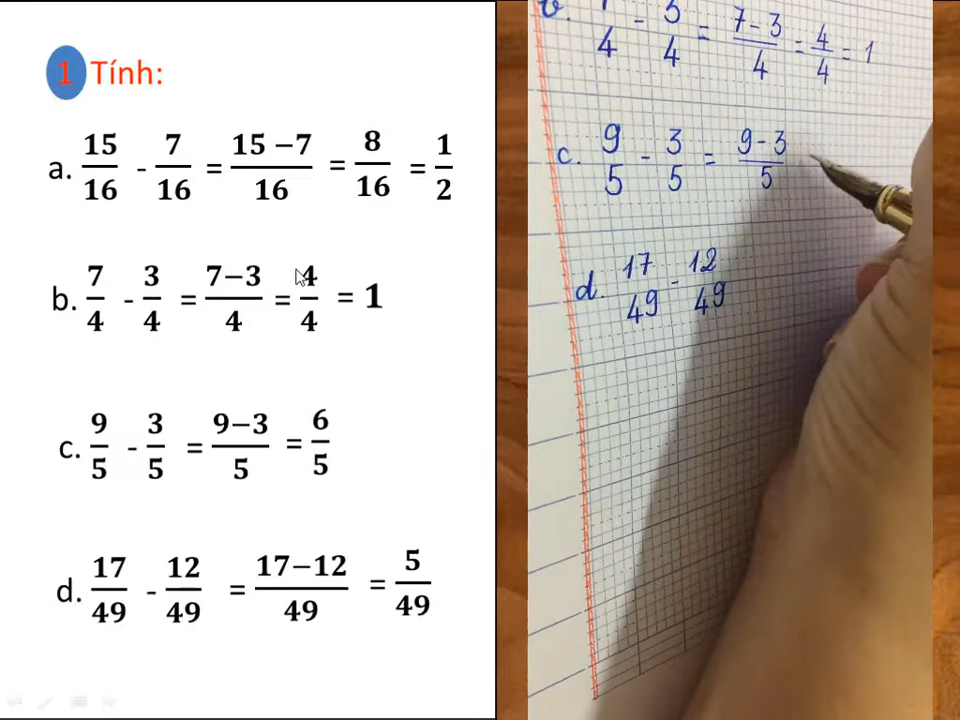 1 Tính:
a. 15/16 - 7/16 = 15 −7/16 = 8/16 = 1/2
b. 7/4 - 3/4 = 7−3/4 = 4/4 = 1
c. 9/5 - 3/5 = 9−3/5 = 6/5
d. 17/49 - 12/49 = 17−12/49 = 5/49
b. 7/4 - 3/4 = 7-3/4 = 4/4 = 1
c. 9/5 - 3/5 = 9-3/5
d. 17/49 - 12/49